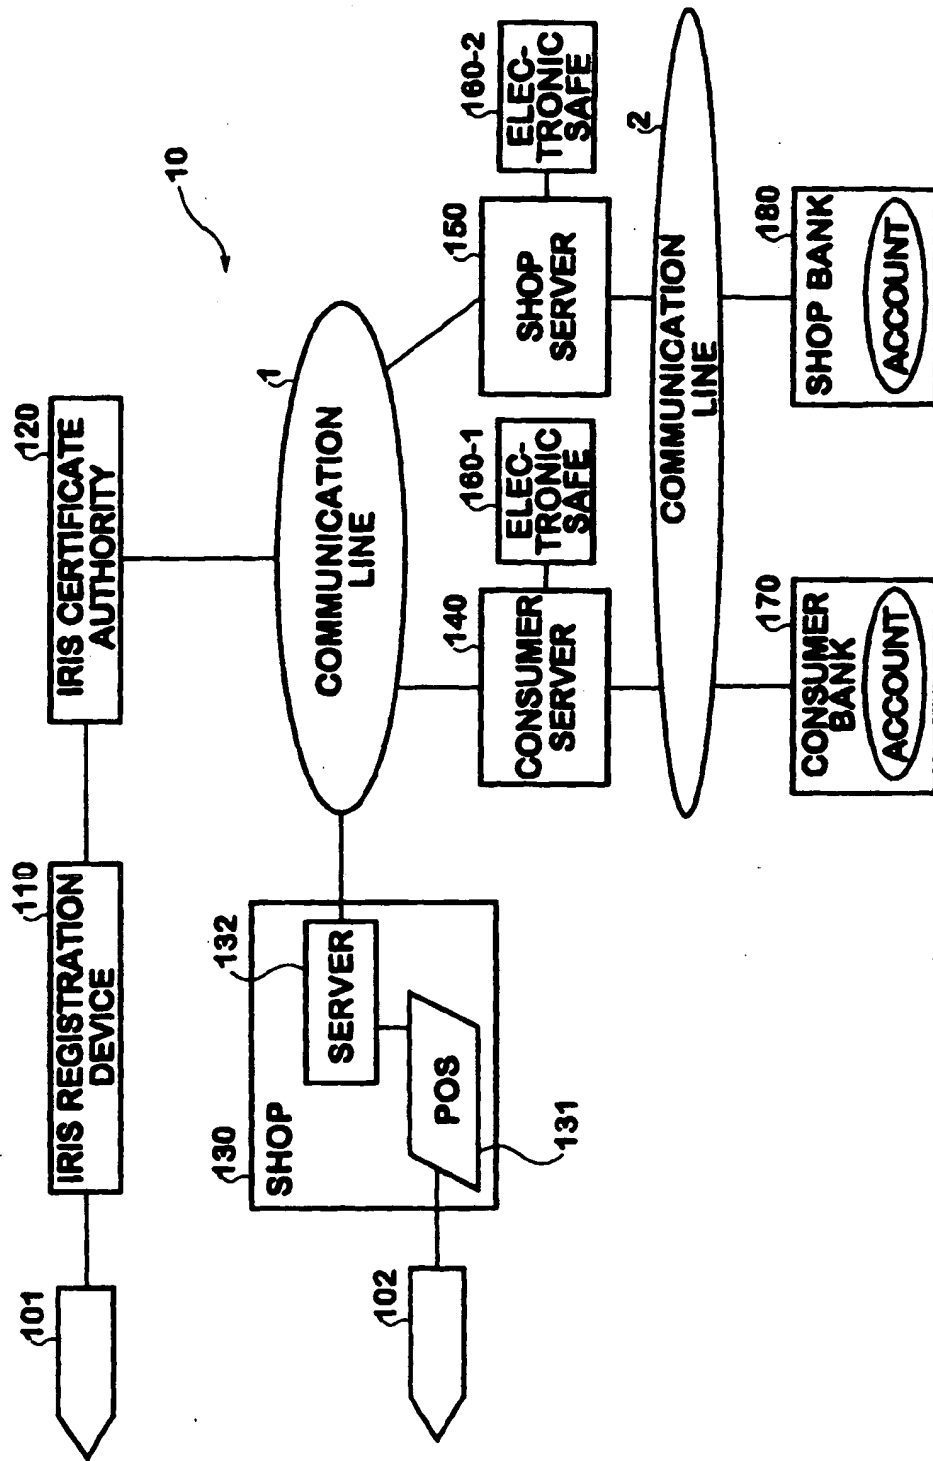 10
101
110
IRIS REGISTRATION
DEVICE
120
IRIS CERTIFICATE
AUTHORITY
130
SHOP
132
SERVER
POS
131
102
1
COMMUNICATION
LINE
140
CONSUMER
SERVER
160-1
ELEC-
TRONIC
SAFE
150
SHOP
SERVER
160-2
ELEC-
TRONIC
SAFE
2
COMMUNICATION
LINE
170
CONSUMER
BANK
ACCOUNT
180
SHOP BANK
ACCOUNT